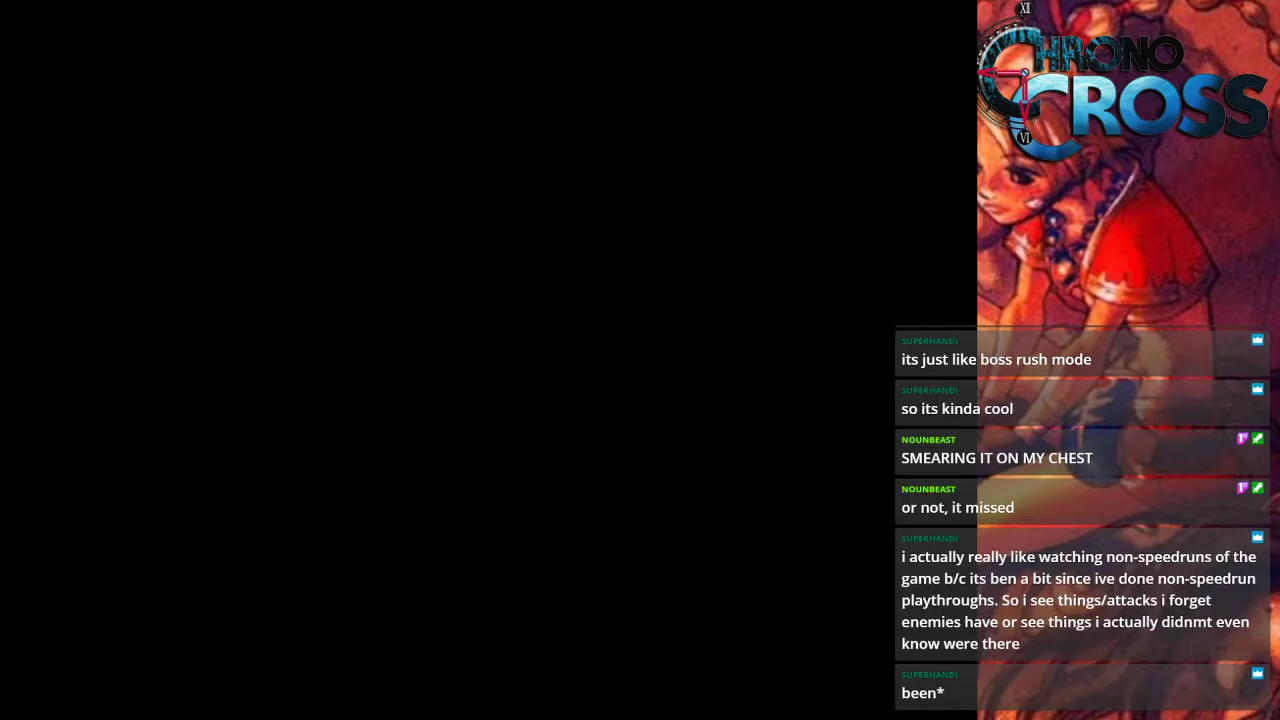 XII
CHRONO
CROSS
VI
SUPERHANDI
its just like boss rush mode
SUPERHANDI
so its kinda cool
NOUNBEAST
SMEARING IT ON MY CHEST
NOUNBEAST
or not, it missed
SUPERHANDI
i actually really like watching non-speedruns of the
game b/c its ben a bit since ive done non-speedrun
playthroughs. So i see things/attacks i forget
enemies have or see things i actually didnmt even
know were there
SUPERHANDI
been*